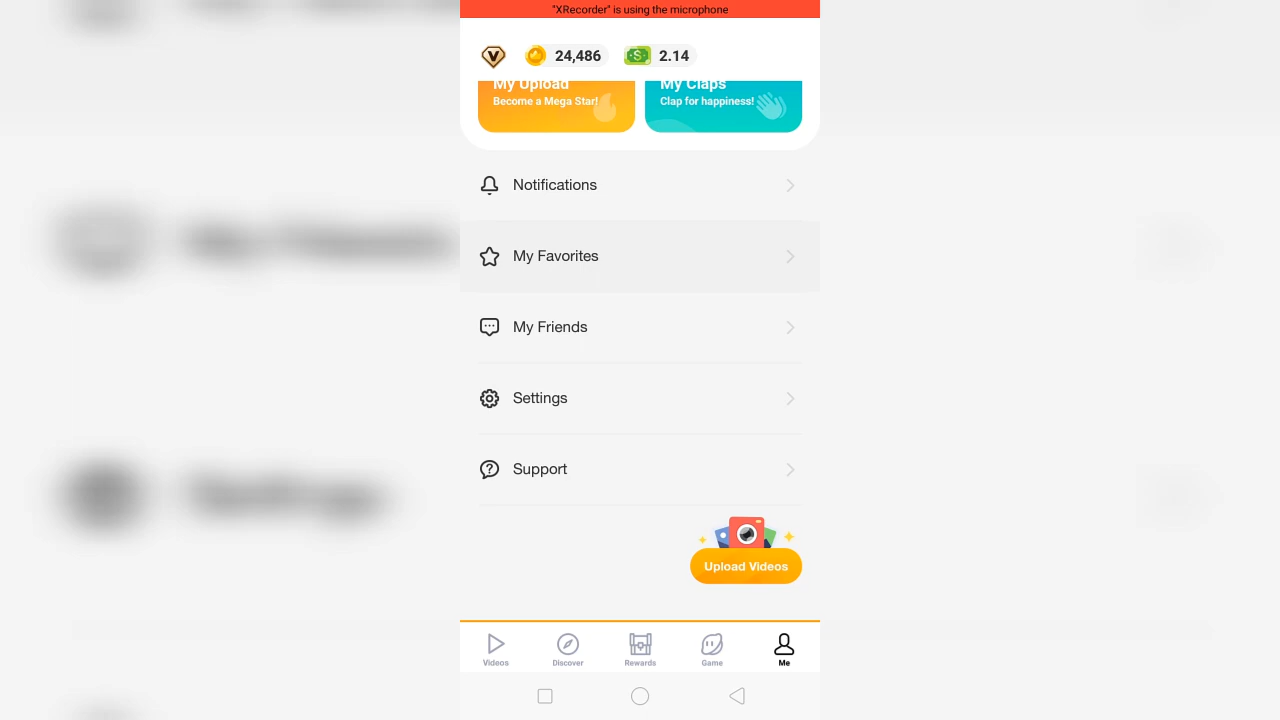 "XRecorder" is using the microphone
V 24,486 $ 2.14
My Upload
Become a Mega Star!
My Claps
Clap for happiness!
Notifications
My Favorites
My Friends
Settings
Support
Upload Videos
Videos Discover Rewards Game Me